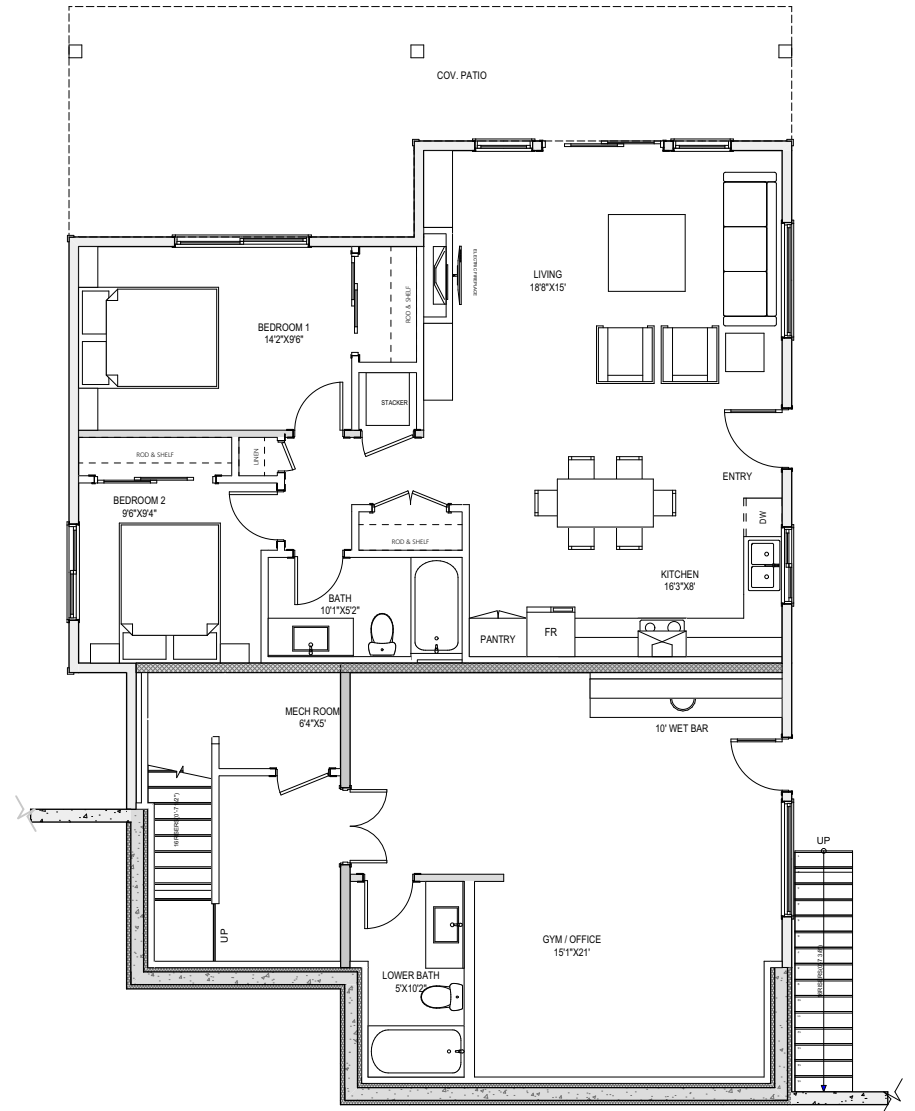 COV. PATIO
LIVING
18'8"X15'
ELECTRIC FIREPLACE
ROD & SHELF
BEDROOM 1
14'2"X9'6"
STACKER
ROD & SHELF
LINEN
ENTRY
BEDROOM 2
9'6"X9'4"
DW
ROD & SHELF
KITCHEN
16'3"X8'
BATH
10'1"X5'2"
PANTRY
FR
MECH ROOM
6'4"X5'
10' WET BAR
UP
UP
GYM / OFFICE
15'1"X21'
LOWER BATH
5'X10'2"